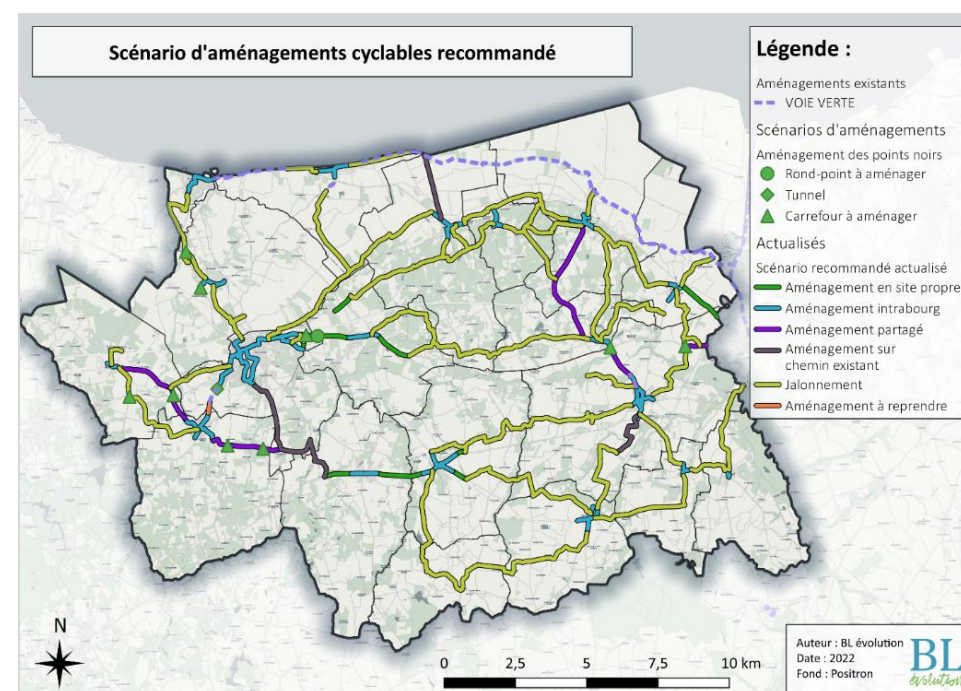 Scénario d'aménagements cyclables recommandé
Légende :
Aménagements existants
VOIE VERTE
Scénarios d'aménagements
Aménagement des points noirs
Rond-point à aménager
Tunnel
Carrefour à aménager
Actualisés
Scénario recommandé actualisé
Aménagement en site propre
Aménagement intrabourg
Aménagement partagé
Aménagement sur
chemin existant
Jalonnement
Aménagement à reprendre
N
0 2,5 5 7,5 10 km
Auteur : BL évolution
Date : 2022
Fond : Positron
BL
évolution